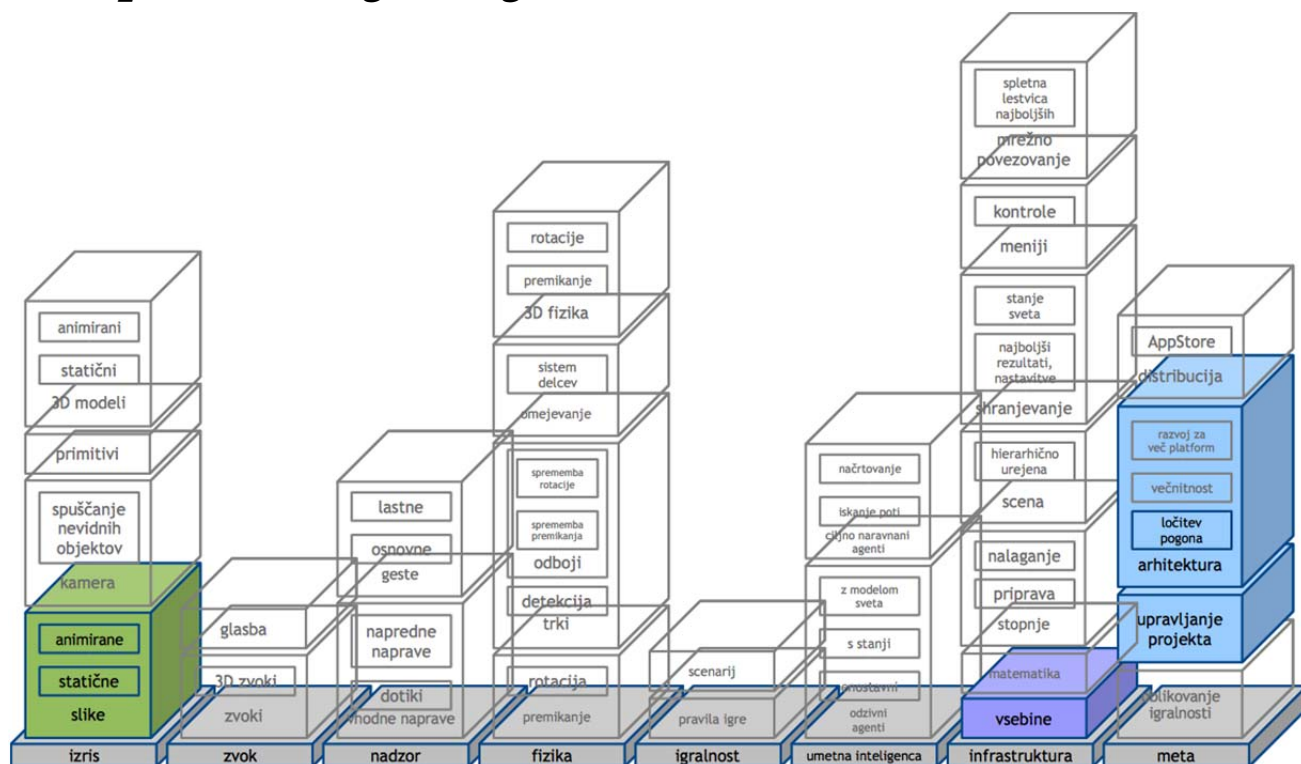 animirani
statični
3D modeli
primitivi
spuščanje
nevidnih
objektov
kamera
animirane
statične
slike
izris
glasba
3D zvoki
zvoki
zvok
lastne
osnovne
geste
napredne
naprave
dotiki
vhodne naprave
nadzor
rotacije
premikanje
3D fizika
sistem
delcev
omejevanje
sprememba
rotacije
sprememba
premikanja
odboji
detekcija
trki
rotacija
premikanje
fizika
scenarij
pravila igre
igralnost
načrtovanje
iskanje poti
ciljno naravnani
agenti
z modelom
sveta
s stanji
enostavni
odzivni
agenti
umetna inteligenca
spletna
lestvica
najboljših
mrežno
povezovanje
kontrole
meniji
stanje
sveta
najboljši
rezultati,
nastavitve
shranjevanje
hierarhično
urejena
scena
nalaganje
priprava
stopnje
matematika
vsebine
infrastruktura
AppStore
distribucija
razvoj za
več platform
večnitnost
ločitev
pogona
arhitektura
upravljanje
projekta
oblikovanje
igralnosti
meta